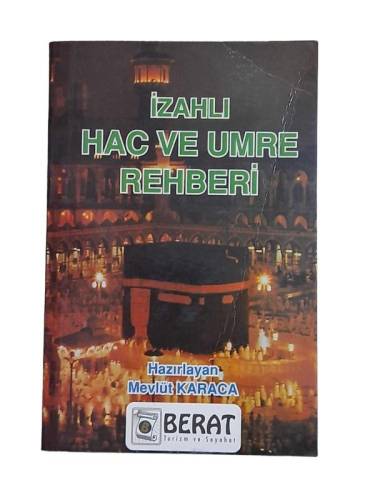 İZAHLI
HAC VE UMRE
REHBERİ
Hazırlayan
Mevlüt KARACA
BERAT
Turizm ve Seyahat